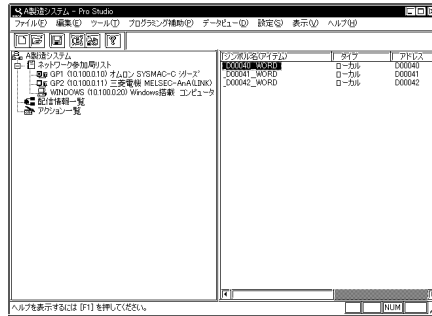 A製造システム - Pro Studio
ファイル(F) 編集(E) ツール(T) プログラミング補助(P) データビュー(D) 設定(S) 表示(V) ヘルプ(H)
A製造システム
ネットワーク参加局リスト
GP1 (10.100.0.10) オムロン SYSMAC-C シリーズ
GP2 (10.100.0.11) 三菱電機 MELSEC-AnA(LINK)
WINDOWS (10.100.0.20) Windows搭載 コンピュータ
配信情報一覧
アクション一覧
シンボル名(アイテム) タイプ アドレス
_D00040_WORD ローカル D00040
_D00041_WORD ローカル D00041
_D00042_WORD ローカル D00042
ヘルプを表示するには [F1] を押してください。 NUM